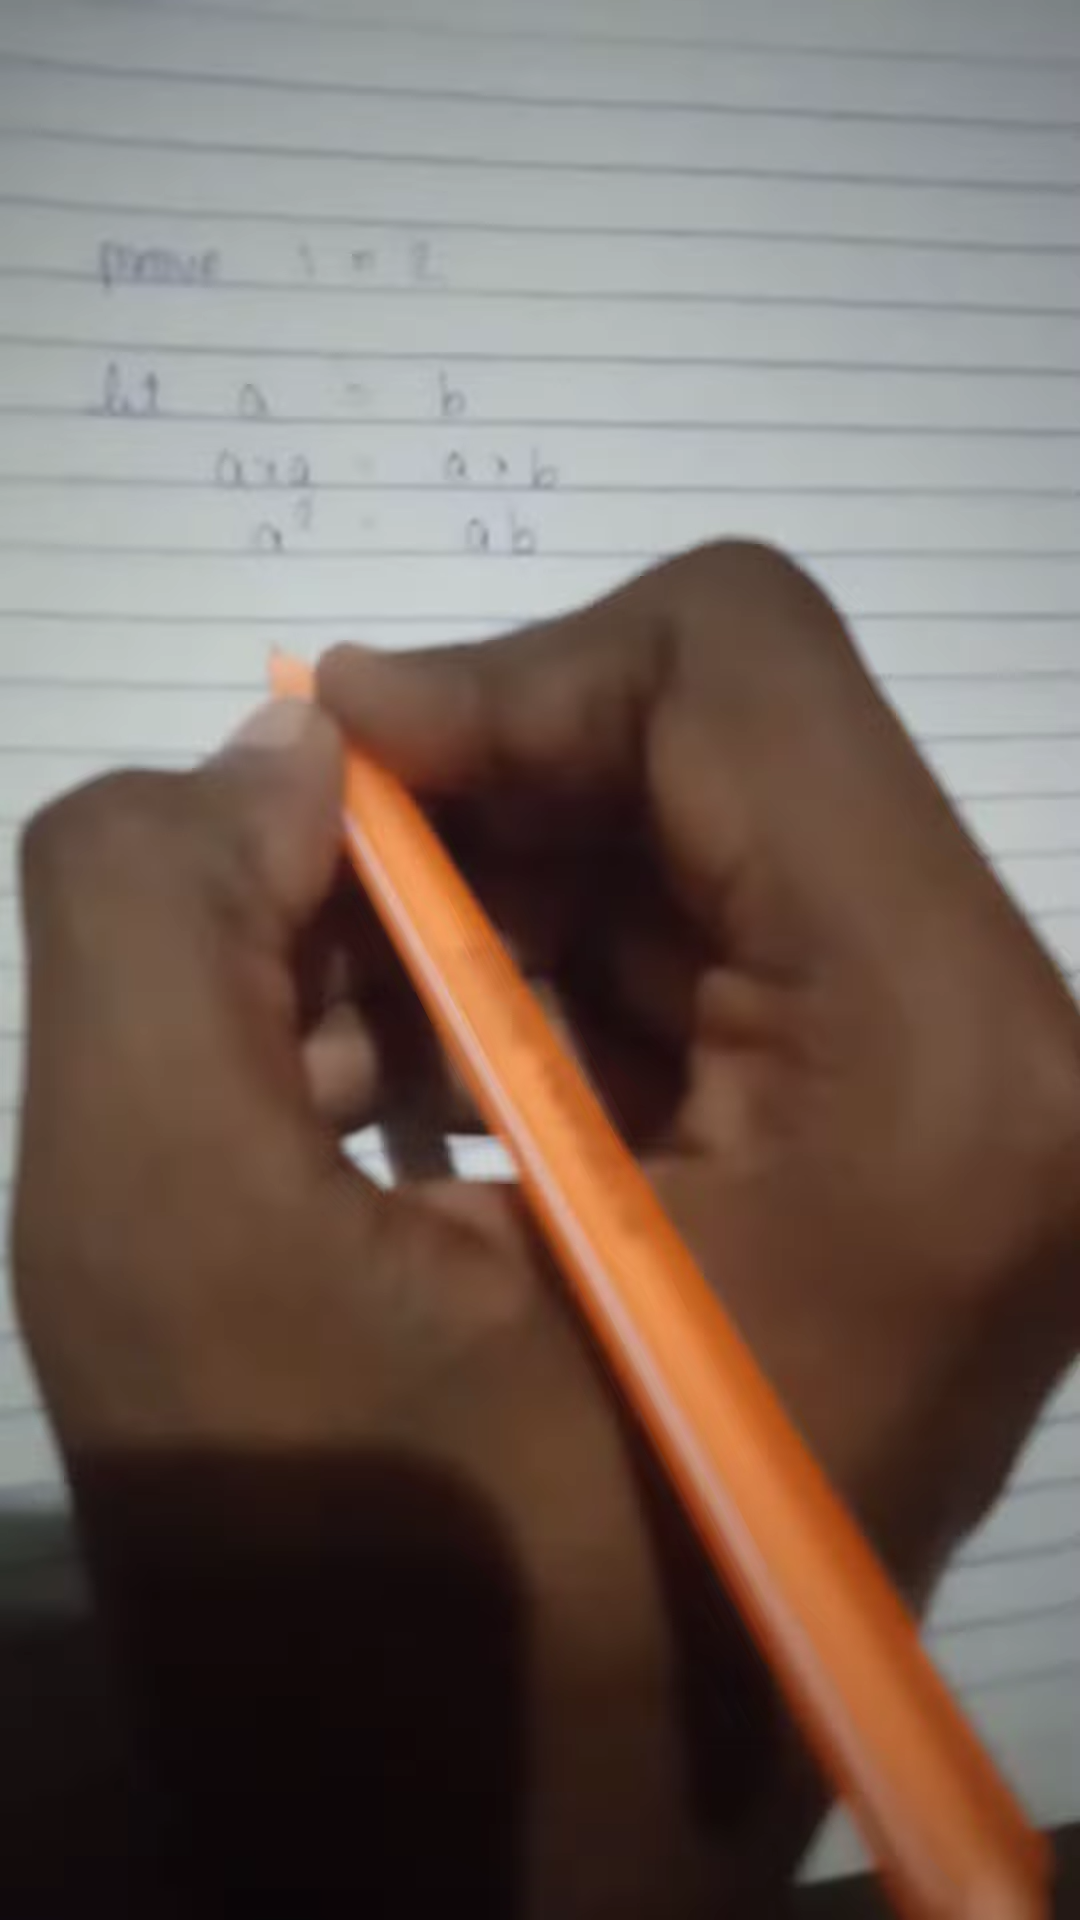 prove 1 = 2
let a = b
a×a = a×b
a² = ab